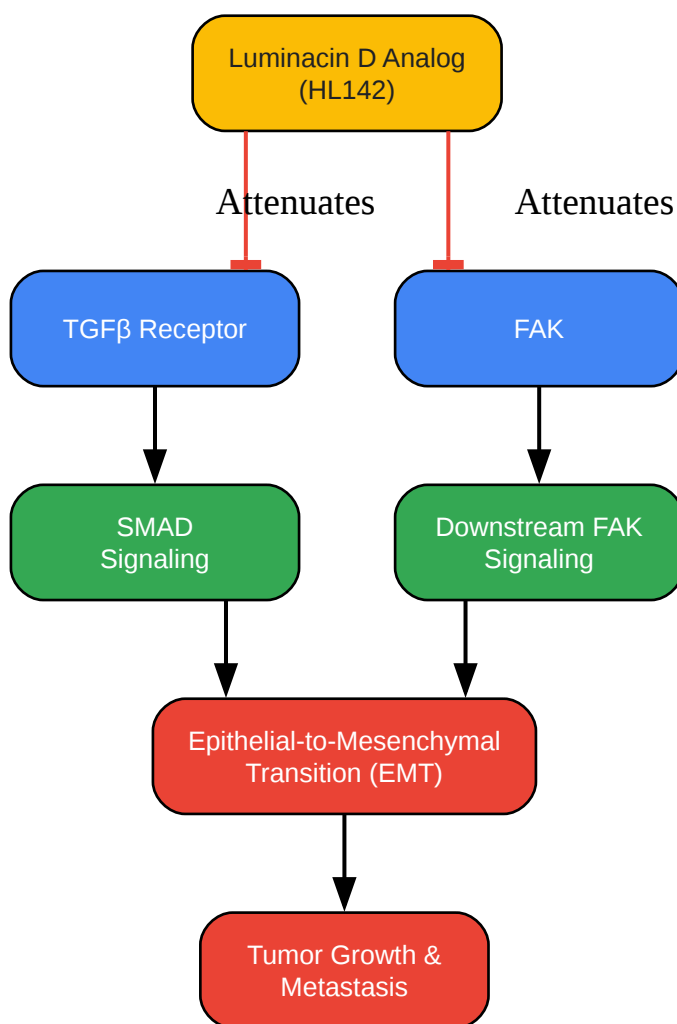 Luminacin D Analog
(HL142)
Attenuates
Attenuates
TGFβ Receptor
FAK
SMAD
Signaling
Downstream FAK
Signaling
Epithelial-to-Mesenchymal
Transition (EMT)
Tumor Growth &
Metastasis